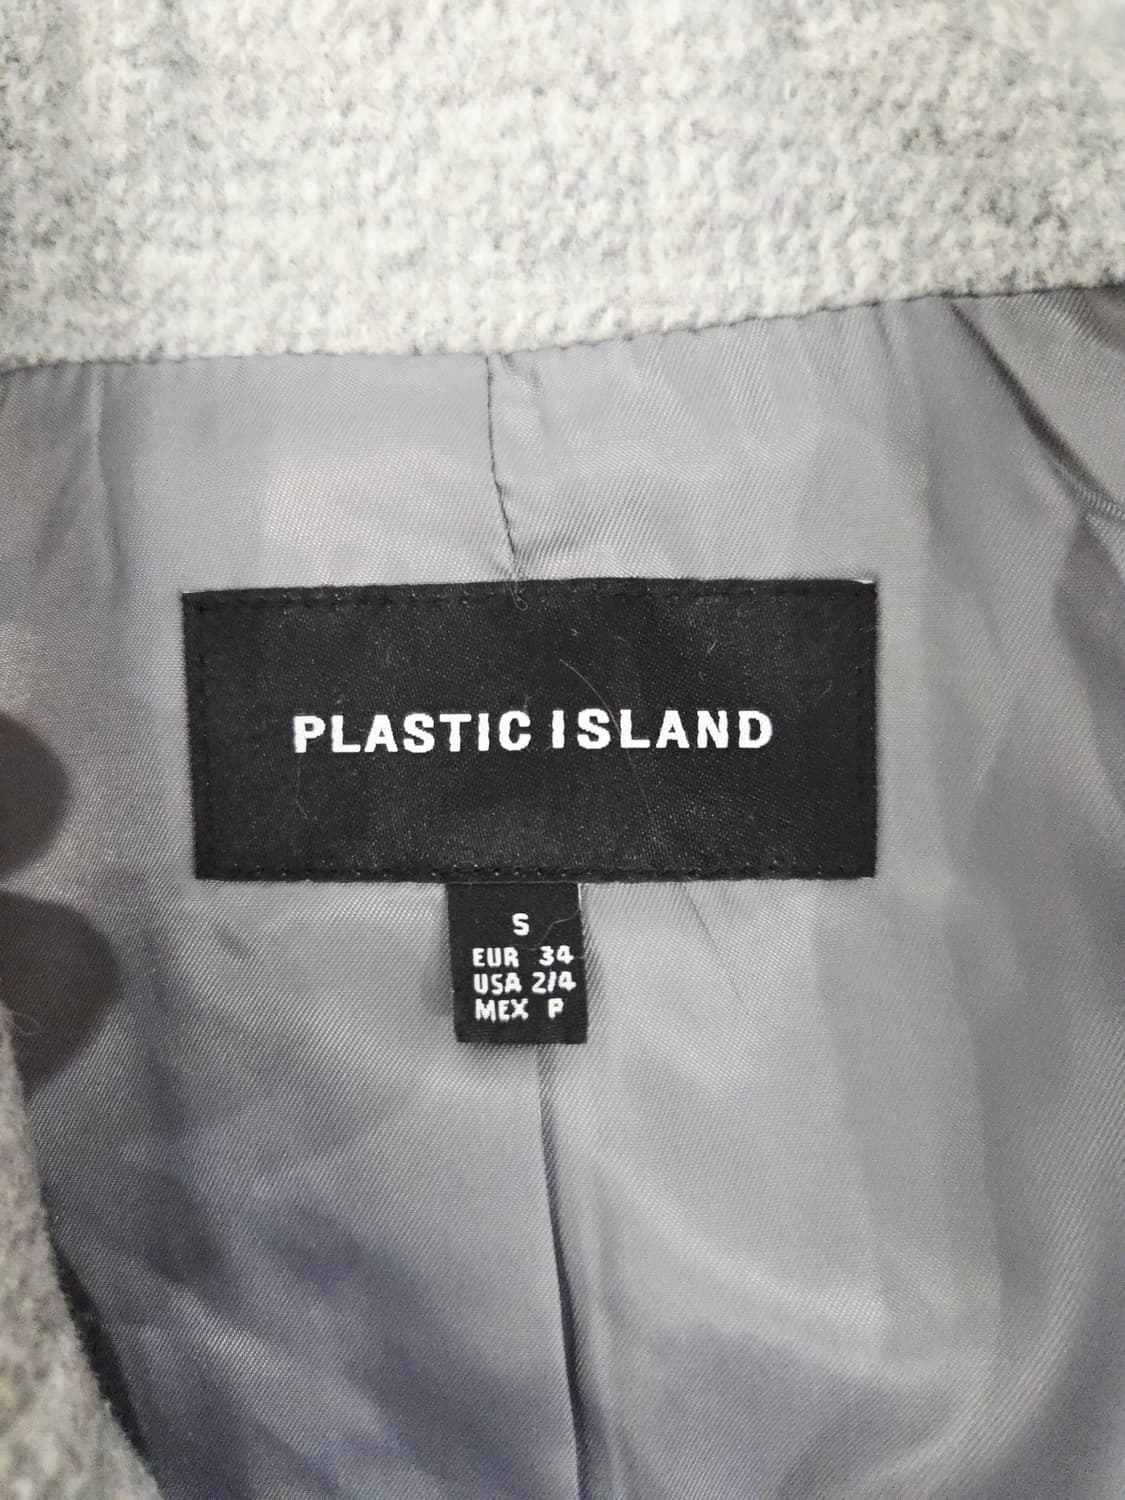 PLASTIC ISLAND
S
EUR 34
USA 2/4
MEX P